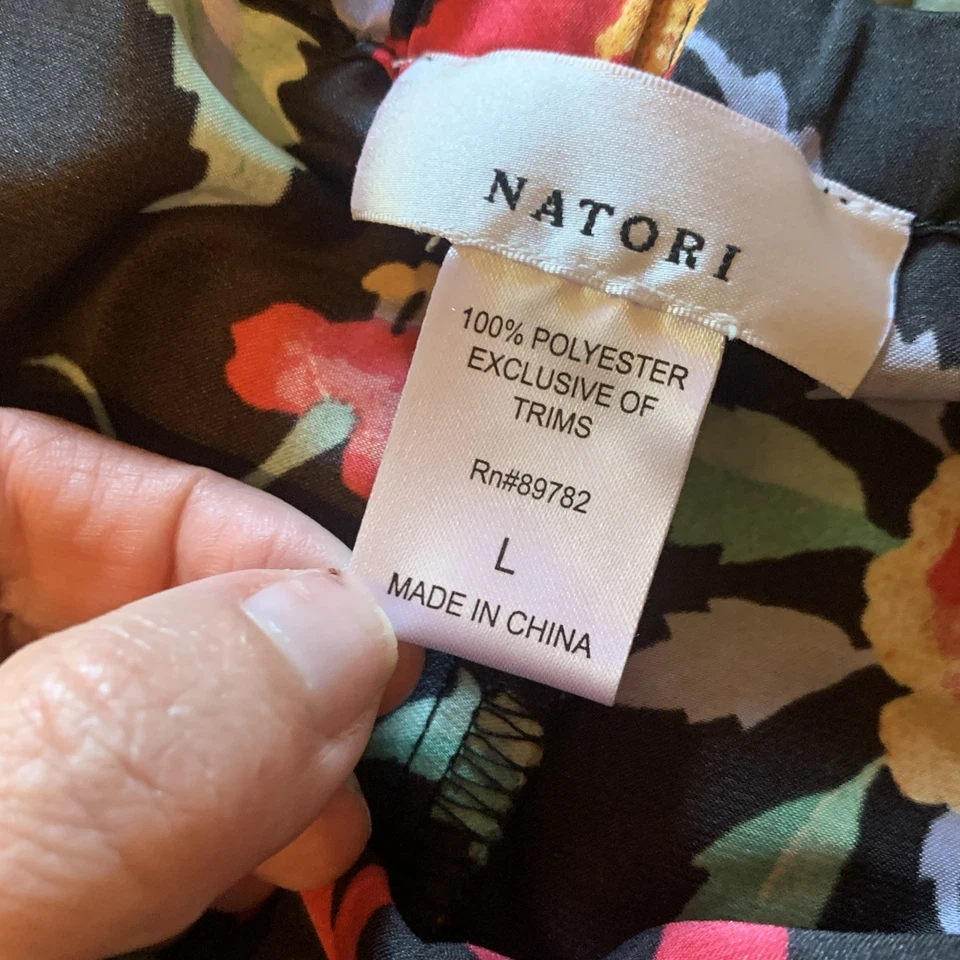 NATORI
100% POLYESTER
EXCLUSIVE OF
TRIMS
Rn#89782
L
MADE IN CHINA